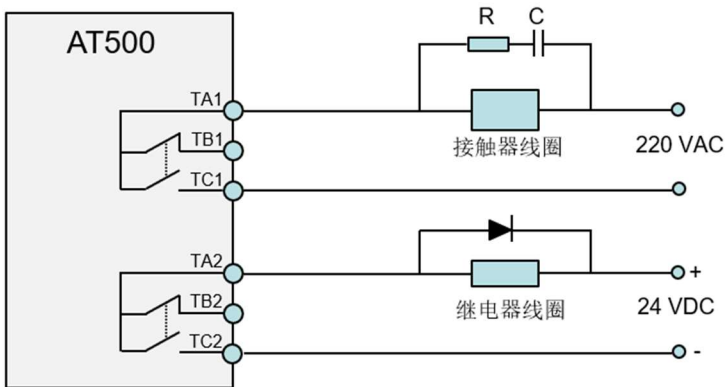 AT500
R C
TA1
TB1
接触器线圈
220 VAC
TC1
TA2
+
TB2
继电器线圈
24 VDC
TC2
-